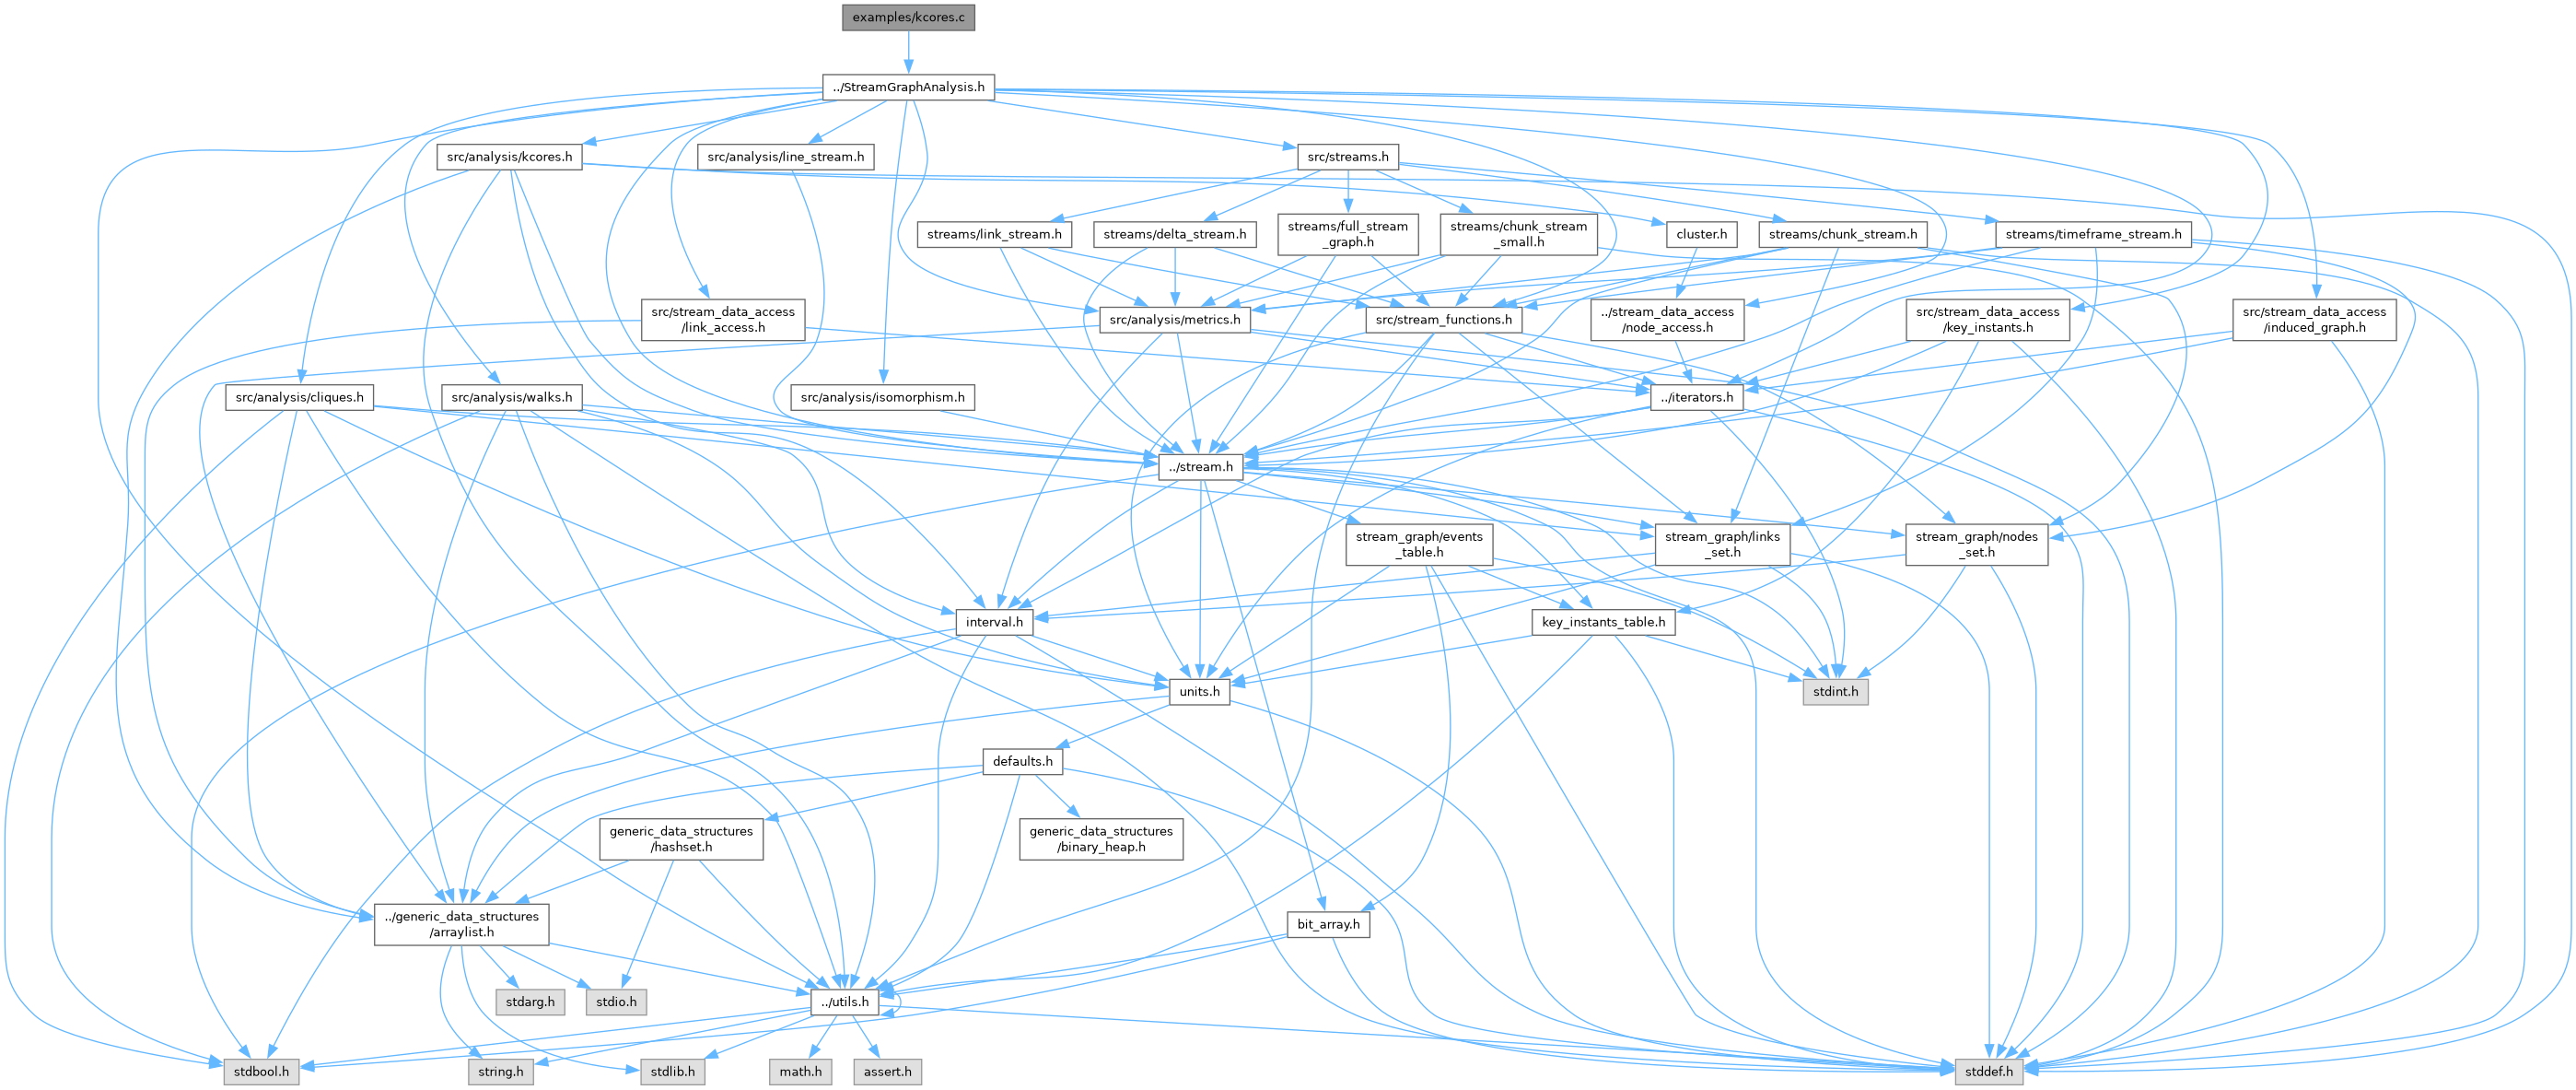 examples/kcores.c
../StreamGraphAnalysis.h
src/analysis/kcores.h
src/analysis/line_stream.h
src/streams.h
streams/link_stream.h
streams/delta_stream.h
streams/full_stream
_graph.h
streams/chunk_stream
_small.h
cluster.h
streams/chunk_stream.h
streams/timeframe_stream.h
src/stream_data_access
/link_access.h
src/analysis/metrics.h
src/stream_functions.h
../stream_data_access
/node_access.h
src/stream_data_access
/key_instants.h
src/stream_data_access
/induced_graph.h
src/analysis/cliques.h
src/analysis/walks.h
src/analysis/isomorphism.h
../iterators.h
../stream.h
stream_graph/events
_table.h
stream_graph/links
_set.h
stream_graph/nodes
_set.h
interval.h
key_instants_table.h
units.h
stdint.h
defaults.h
generic_data_structures
/hashset.h
generic_data_structures
/binary_heap.h
../generic_data_structures
/arraylist.h
bit_array.h
stdarg.h
stdio.h
../utils.h
stdbool.h
string.h
stdlib.h
math.h
assert.h
stddef.h